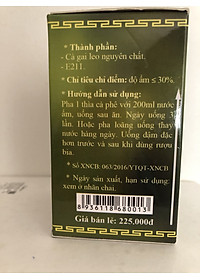 * Thành phần:
- Cà gai leo nguyên chất.
- E211.
* Chỉ tiêu chỉ điểm: độ ẩm ≤ 30%.
* Hướng dẫn sử dụng:
Pha 1 thìa cà phê với 200ml nước
ấm, uống sau ăn. Ngày uống 3
lần. Hoặc pha loãng uống thay
nước hàng ngày. Uống đậm đặc
hơn trước và sau khi dùng rượu
bia.
* Số XNCB: 063/2016/YTQT-XNCB
* Ngày sản xuất, hạn sử dụng:
xem ở nhãn chai.
8 936118 680013
Giá bán lẻ: 225,000đ